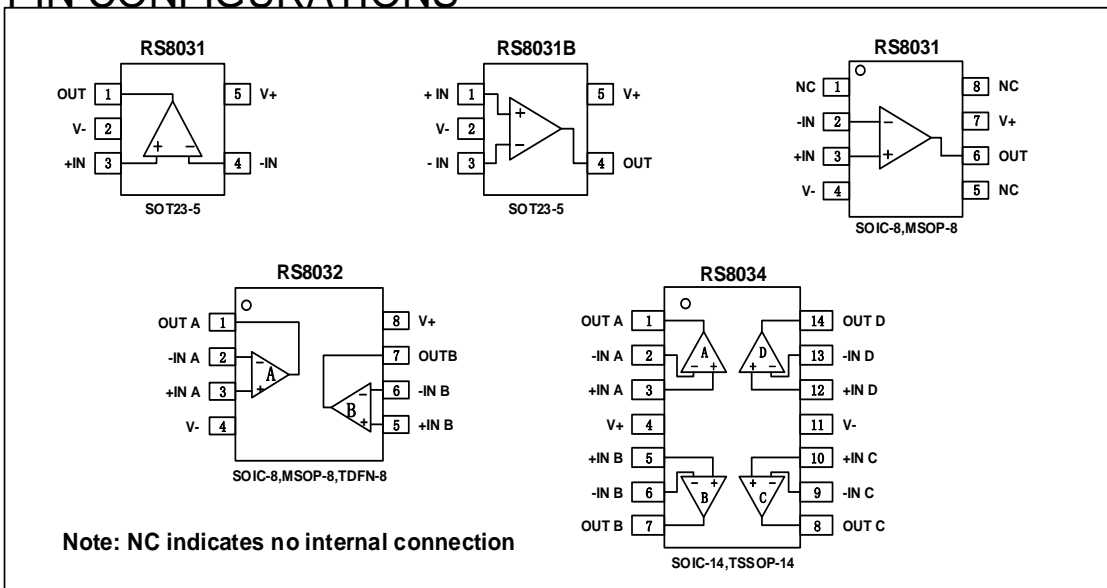 PIN CONFIGURATIONS
RS8031
OUT 1
V- 2
+IN 3
5 V+
4 -IN
+ -
SOT23-5
RS8031B
+ IN 1
V- 2
- IN 3
5 V+
4 OUT
+
-
SOT23-5
RS8031
NC 1
-IN 2
+IN 3
V- 4
8 NC
7 V+
6 OUT
5 NC
-
+
SOIC-8,MSOP-8
RS8032
OUT A 1
-IN A 2
+IN A 3
V- 4
8 V+
7 OUTB
6 -IN B
5 +IN B
- A +
- B +
SOIC-8,MSOP-8,TDFN-8
RS8034
OUT A 1
-IN A 2
+IN A 3
V+ 4
+IN B 5
-IN B 6
OUT B 7
14 OUT D
13 -IN D
12 +IN D
11 V-
10 +IN C
9 -IN C
8 OUT C
A - +
D + -
- + B
+ - C
SOIC-14,TSSOP-14
Note: NC indicates no internal connection